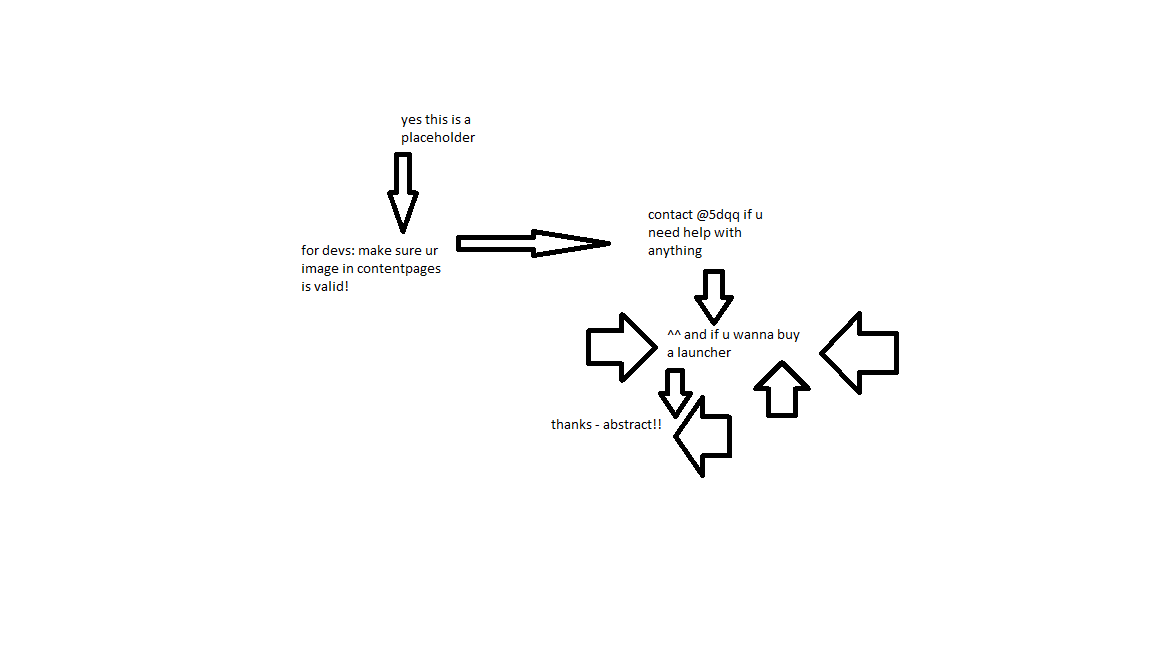 yes this is a
placeholder
for devs: make sure ur
image in contentpages
is valid!
contact @5dqq if u
need help with
anything
^^ and if u wanna buy
a launcher
thanks - abstract!!